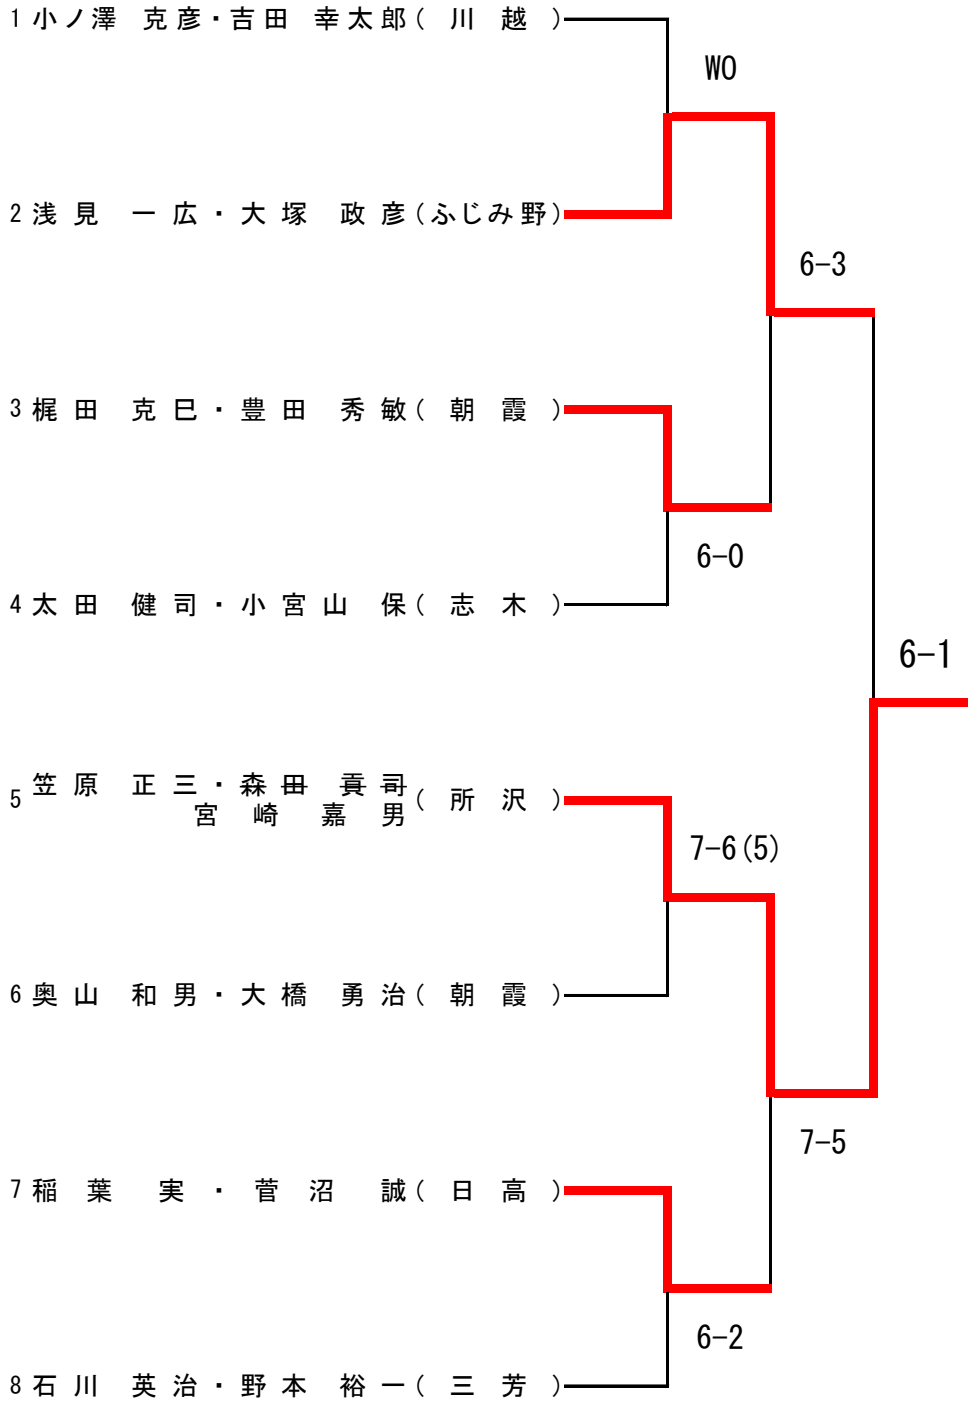 1 小ノ澤 克彦・吉田 幸太郎(川越)
WO
2 浅見 一広・大塚 政彦(ふじみ野)
6-3
3 梶田 克巳・豊田 秀敏(朝霞)
6-0
4 太田 健司・小宮山 保(志木)
6-1
5 笠原 正三・森田 貢司(所沢)
宮崎 嘉男
7-6(5)
6 奥山 和男・大橋 勇治(朝霞)
7-5
7 稲葉 実・菅沼 誠(日高)
6-2
8 石川 英治・野本 裕一(三芳)